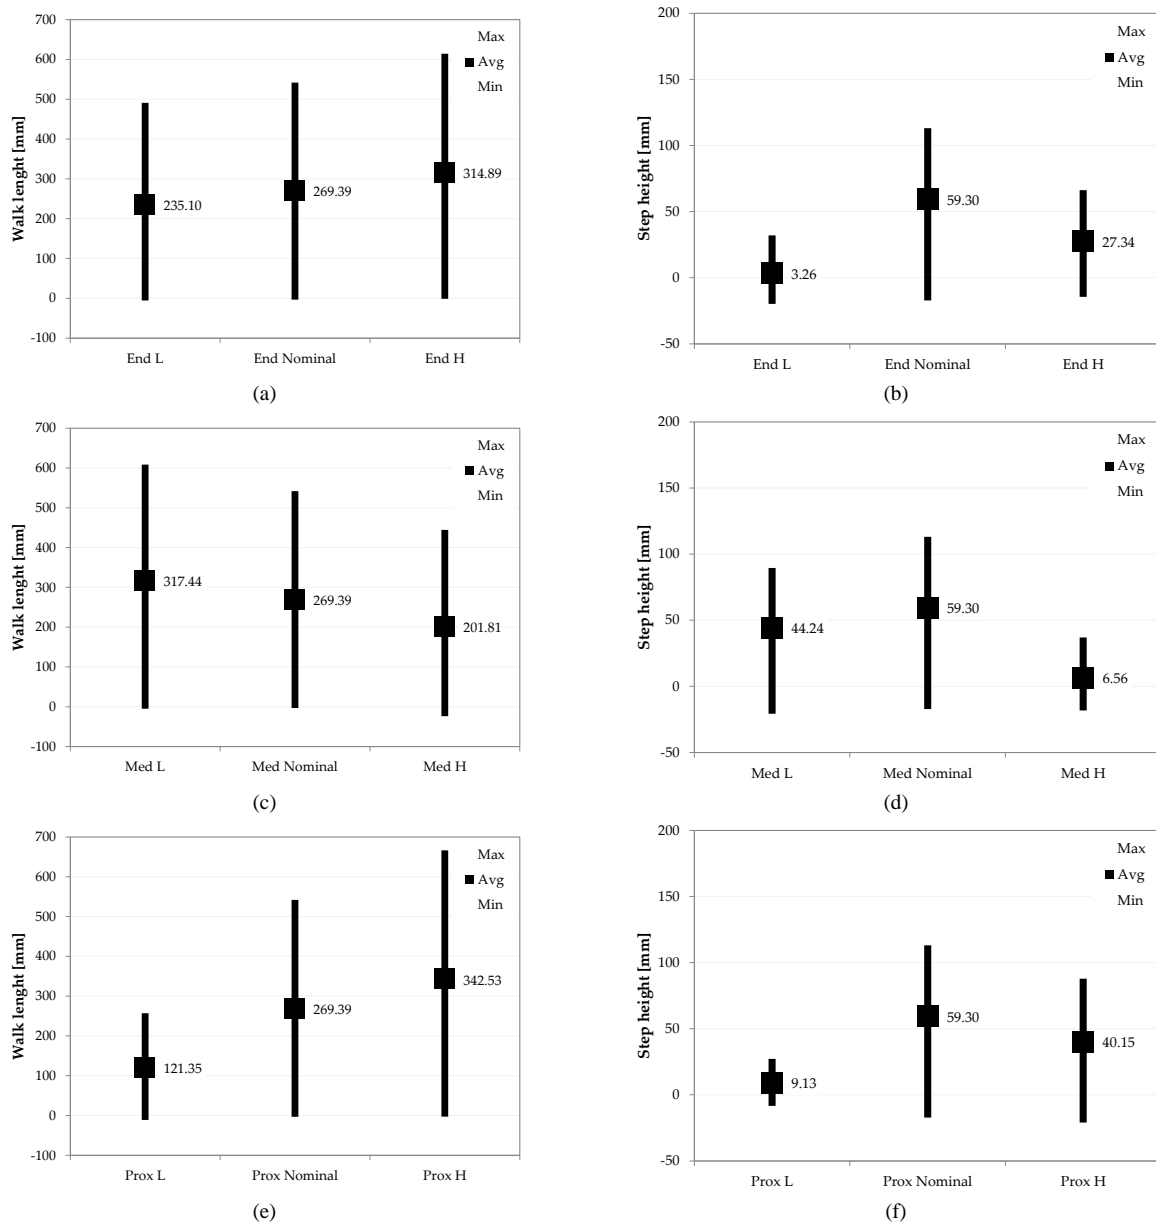 700
600
500
400
300
200
100
0
-100
Walk lenght [mm]
Max
Avg
Min
235.10
269.39
314.89
End L
End Nominal
End H
(a)
200
150
100
50
0
-50
Step height [mm]
Max
Avg
Min
3.26
59.30
27.34
End L
End Nominal
End H
(b)
700
600
500
400
300
200
100
0
-100
Walk lenght [mm]
Max
Avg
Min
317.44
269.39
201.81
Med L
Med Nominal
Med H
(c)
200
150
100
50
0
-50
Step height [mm]
Max
Avg
Min
44.24
59.30
6.56
Med L
Med Nominal
Med H
(d)
700
600
500
400
300
200
100
0
-100
Walk lenght [mm]
Max
Avg
Min
121.35
269.39
342.53
Prox L
Prox Nominal
Prox H
(e)
200
150
100
50
0
-50
Step height [mm]
Max
Avg
Min
9.13
59.30
40.15
Prox L
Prox Nominal
Prox H
(f)